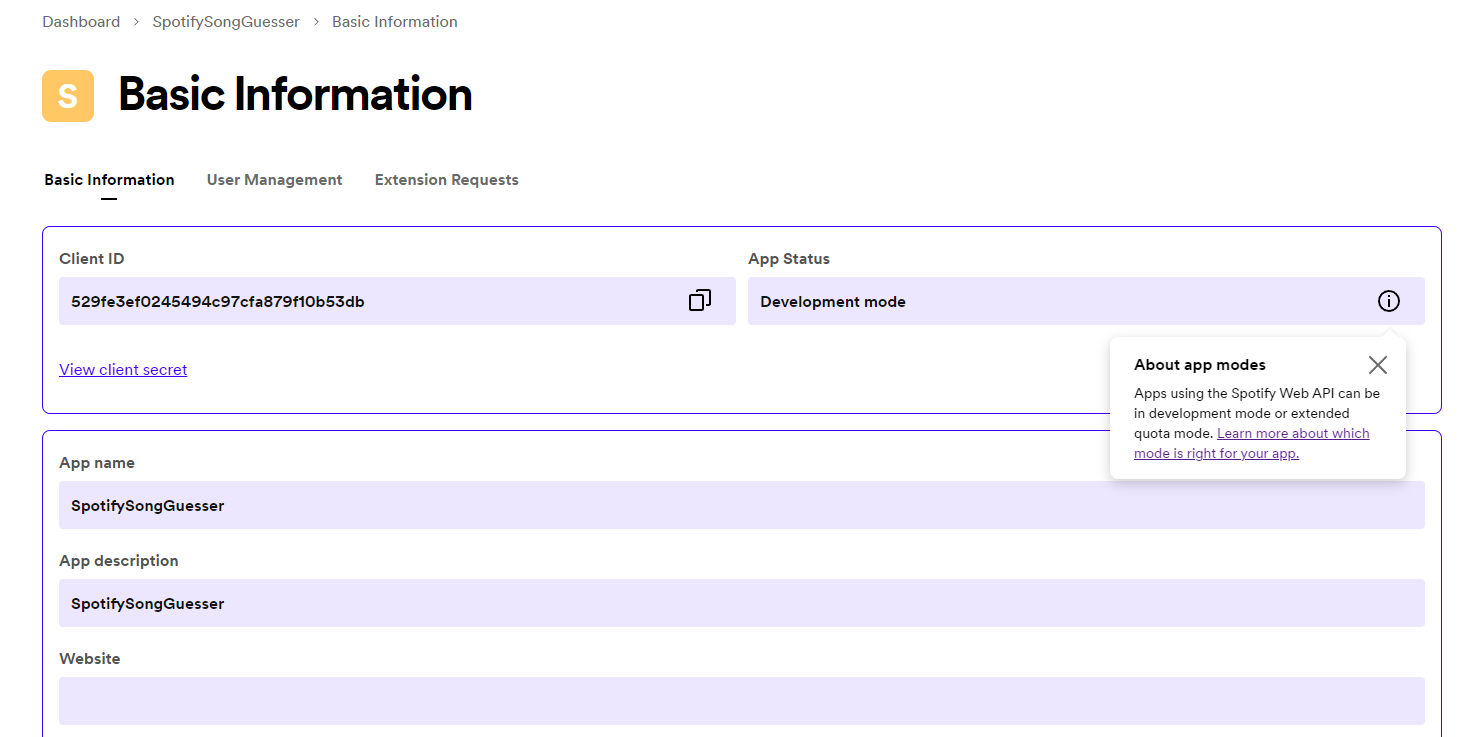 Dashboard > SpotifySongGuesser > Basic Information
S
Basic Information
Basic Information User Management Extension Requests
Client ID
529fe3ef0245494c97cfa879f10b53db
App Status
Development mode
View client secret
About app modes
Apps using the Spotify Web API can be
in development mode or extended
quota mode. Learn more about which
mode is right for your app.
App name
SpotifySongGuesser
App description
SpotifySongGuesser
Website